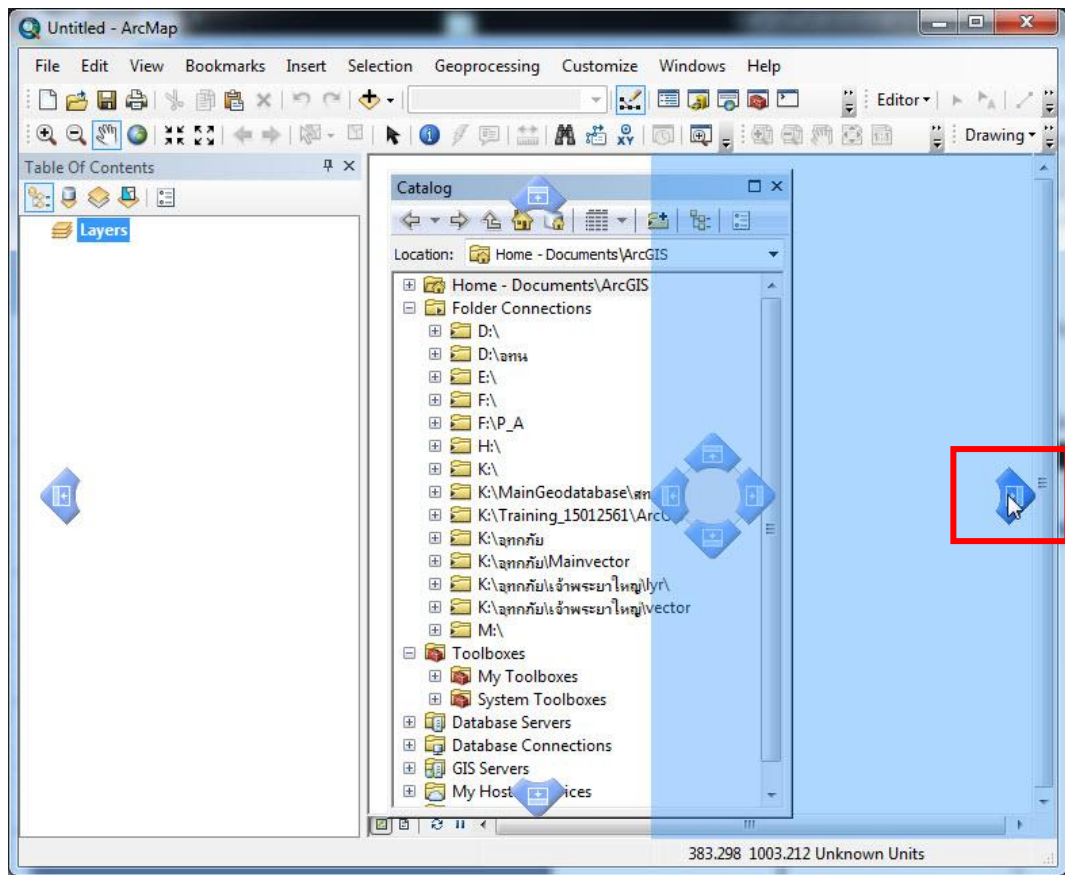 Untitled - ArcMap
File Edit View Bookmarks Insert Selection Geoprocessing Customize Windows Help
Editor
Drawing
Table Of Contents
Layers
Catalog
Location: Home - Documents\ArcGIS
Home - Documents\ArcGIS
Folder Connections
D:\
D:\อทน
E:\
F:\
F:\P_A
H:\
K:\
K:\MainGeodatabase\สท
K:\Training_15012561\ArcG
K:\อุทกภัย
K:\อุทกภัย\Mainvector
K:\อุทกภัย\เจ้าพระยาใหญ่\lyr\
K:\อุทกภัย\เจ้าพระยาใหญ่\vector
M:\
Toolboxes
My Toolboxes
System Toolboxes
Database Servers
Database Connections
GIS Servers
My Host ices
383.298 1003.212 Unknown Units